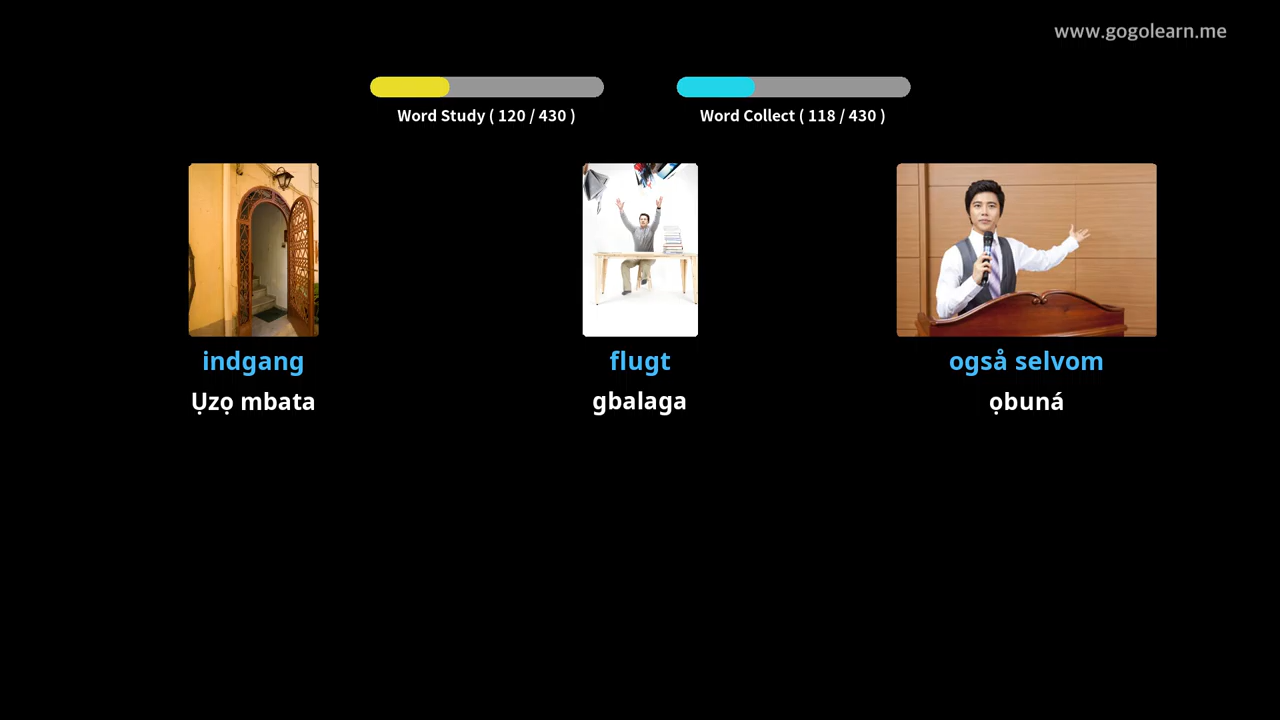 www.gogolearn.me
Word Study ( 120 / 430 )
Word Collect ( 118 / 430 )
indgang
flugt
også selvom
Ụzọ mbata
gbalaga
ọbuná